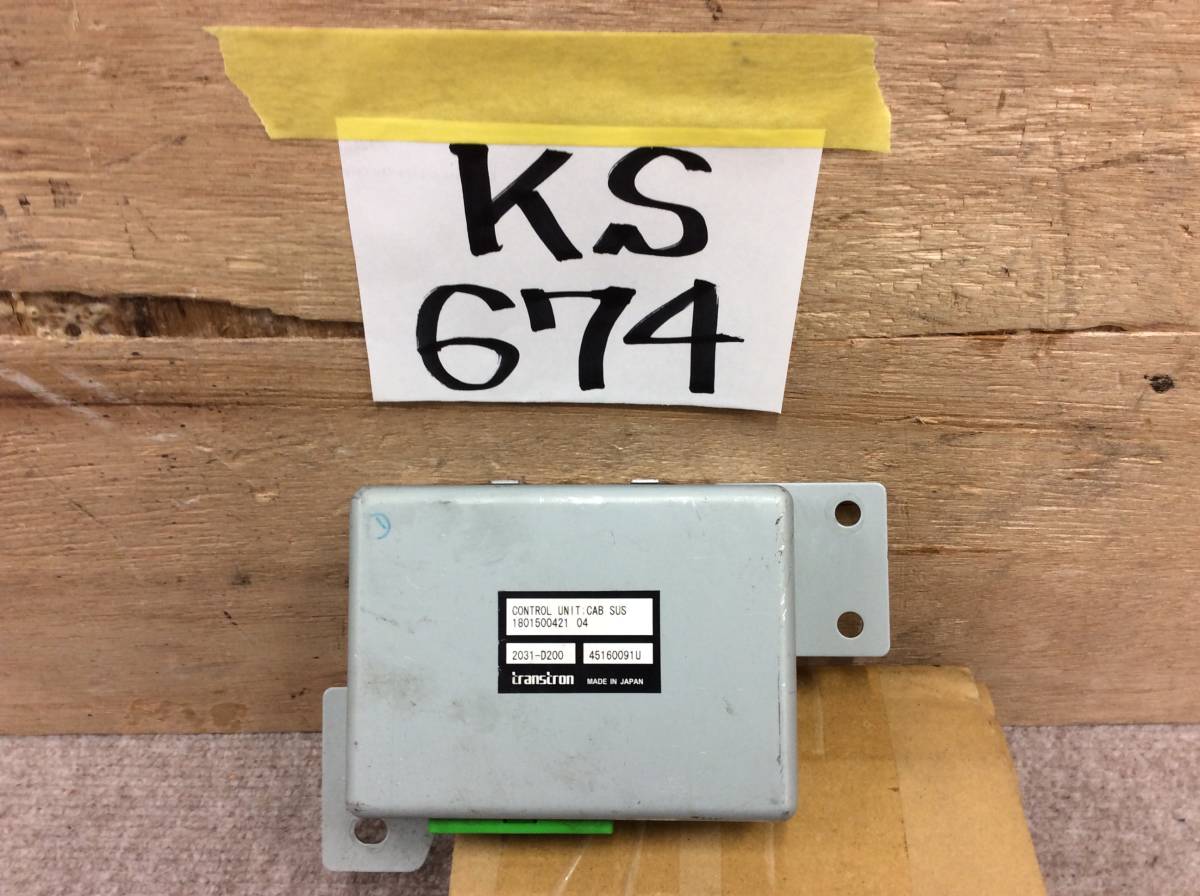 KS
674
CONTROL UNIT:CAB SUS
1801500421 04
2031-D200 45160091U
transtron MADE IN JAPAN